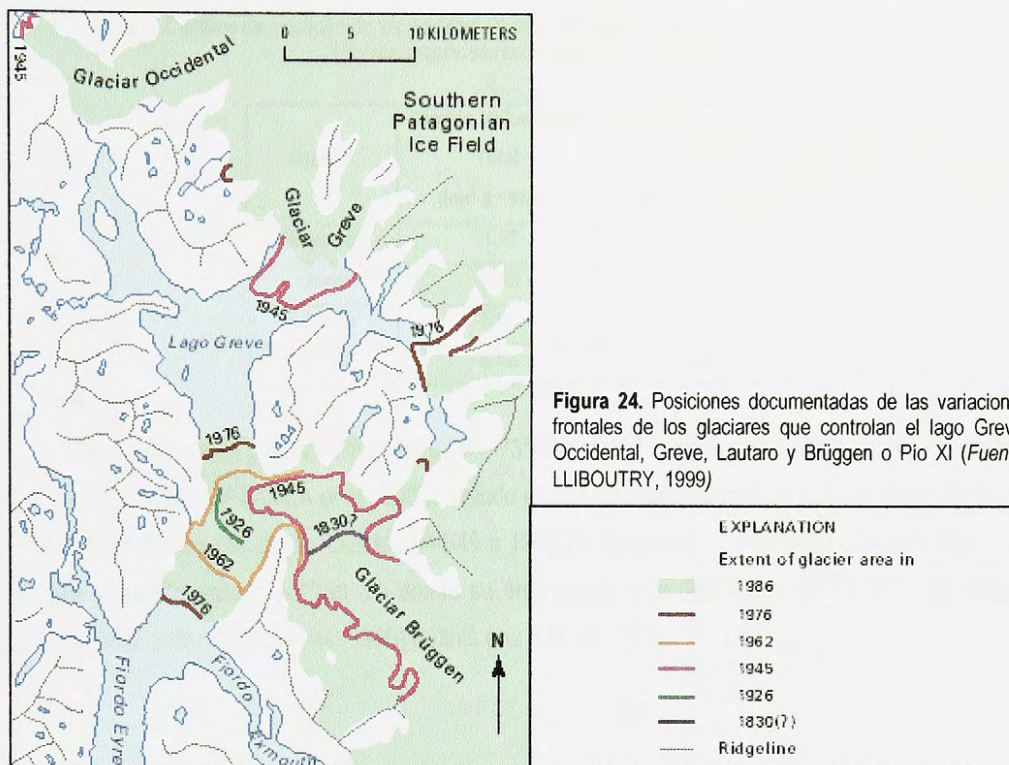 1945
Glaciar Occidental
0 5 10 KILOMETERS
Southern
Patagonian
Ice Field
Glaciar
Greve
1945
1976
Lago Greve
1976
1945
1926
1830?
1962
1976
Glaciar Brüggen
N
Fiordo Eyre
Fiordo
Exmouth
Figura 24. Posiciones documentadas de las variacion
frontales de los glaciares que controlan el lago Grev
Occidental, Greve, Lautaro y Brüggen o Pío XI (Fuen
LLIBOUTRY, 1999)
EXPLANATION
Extent of glacier area in
1986
1976
1962
1945
1926
1830(?)
Ridgeline